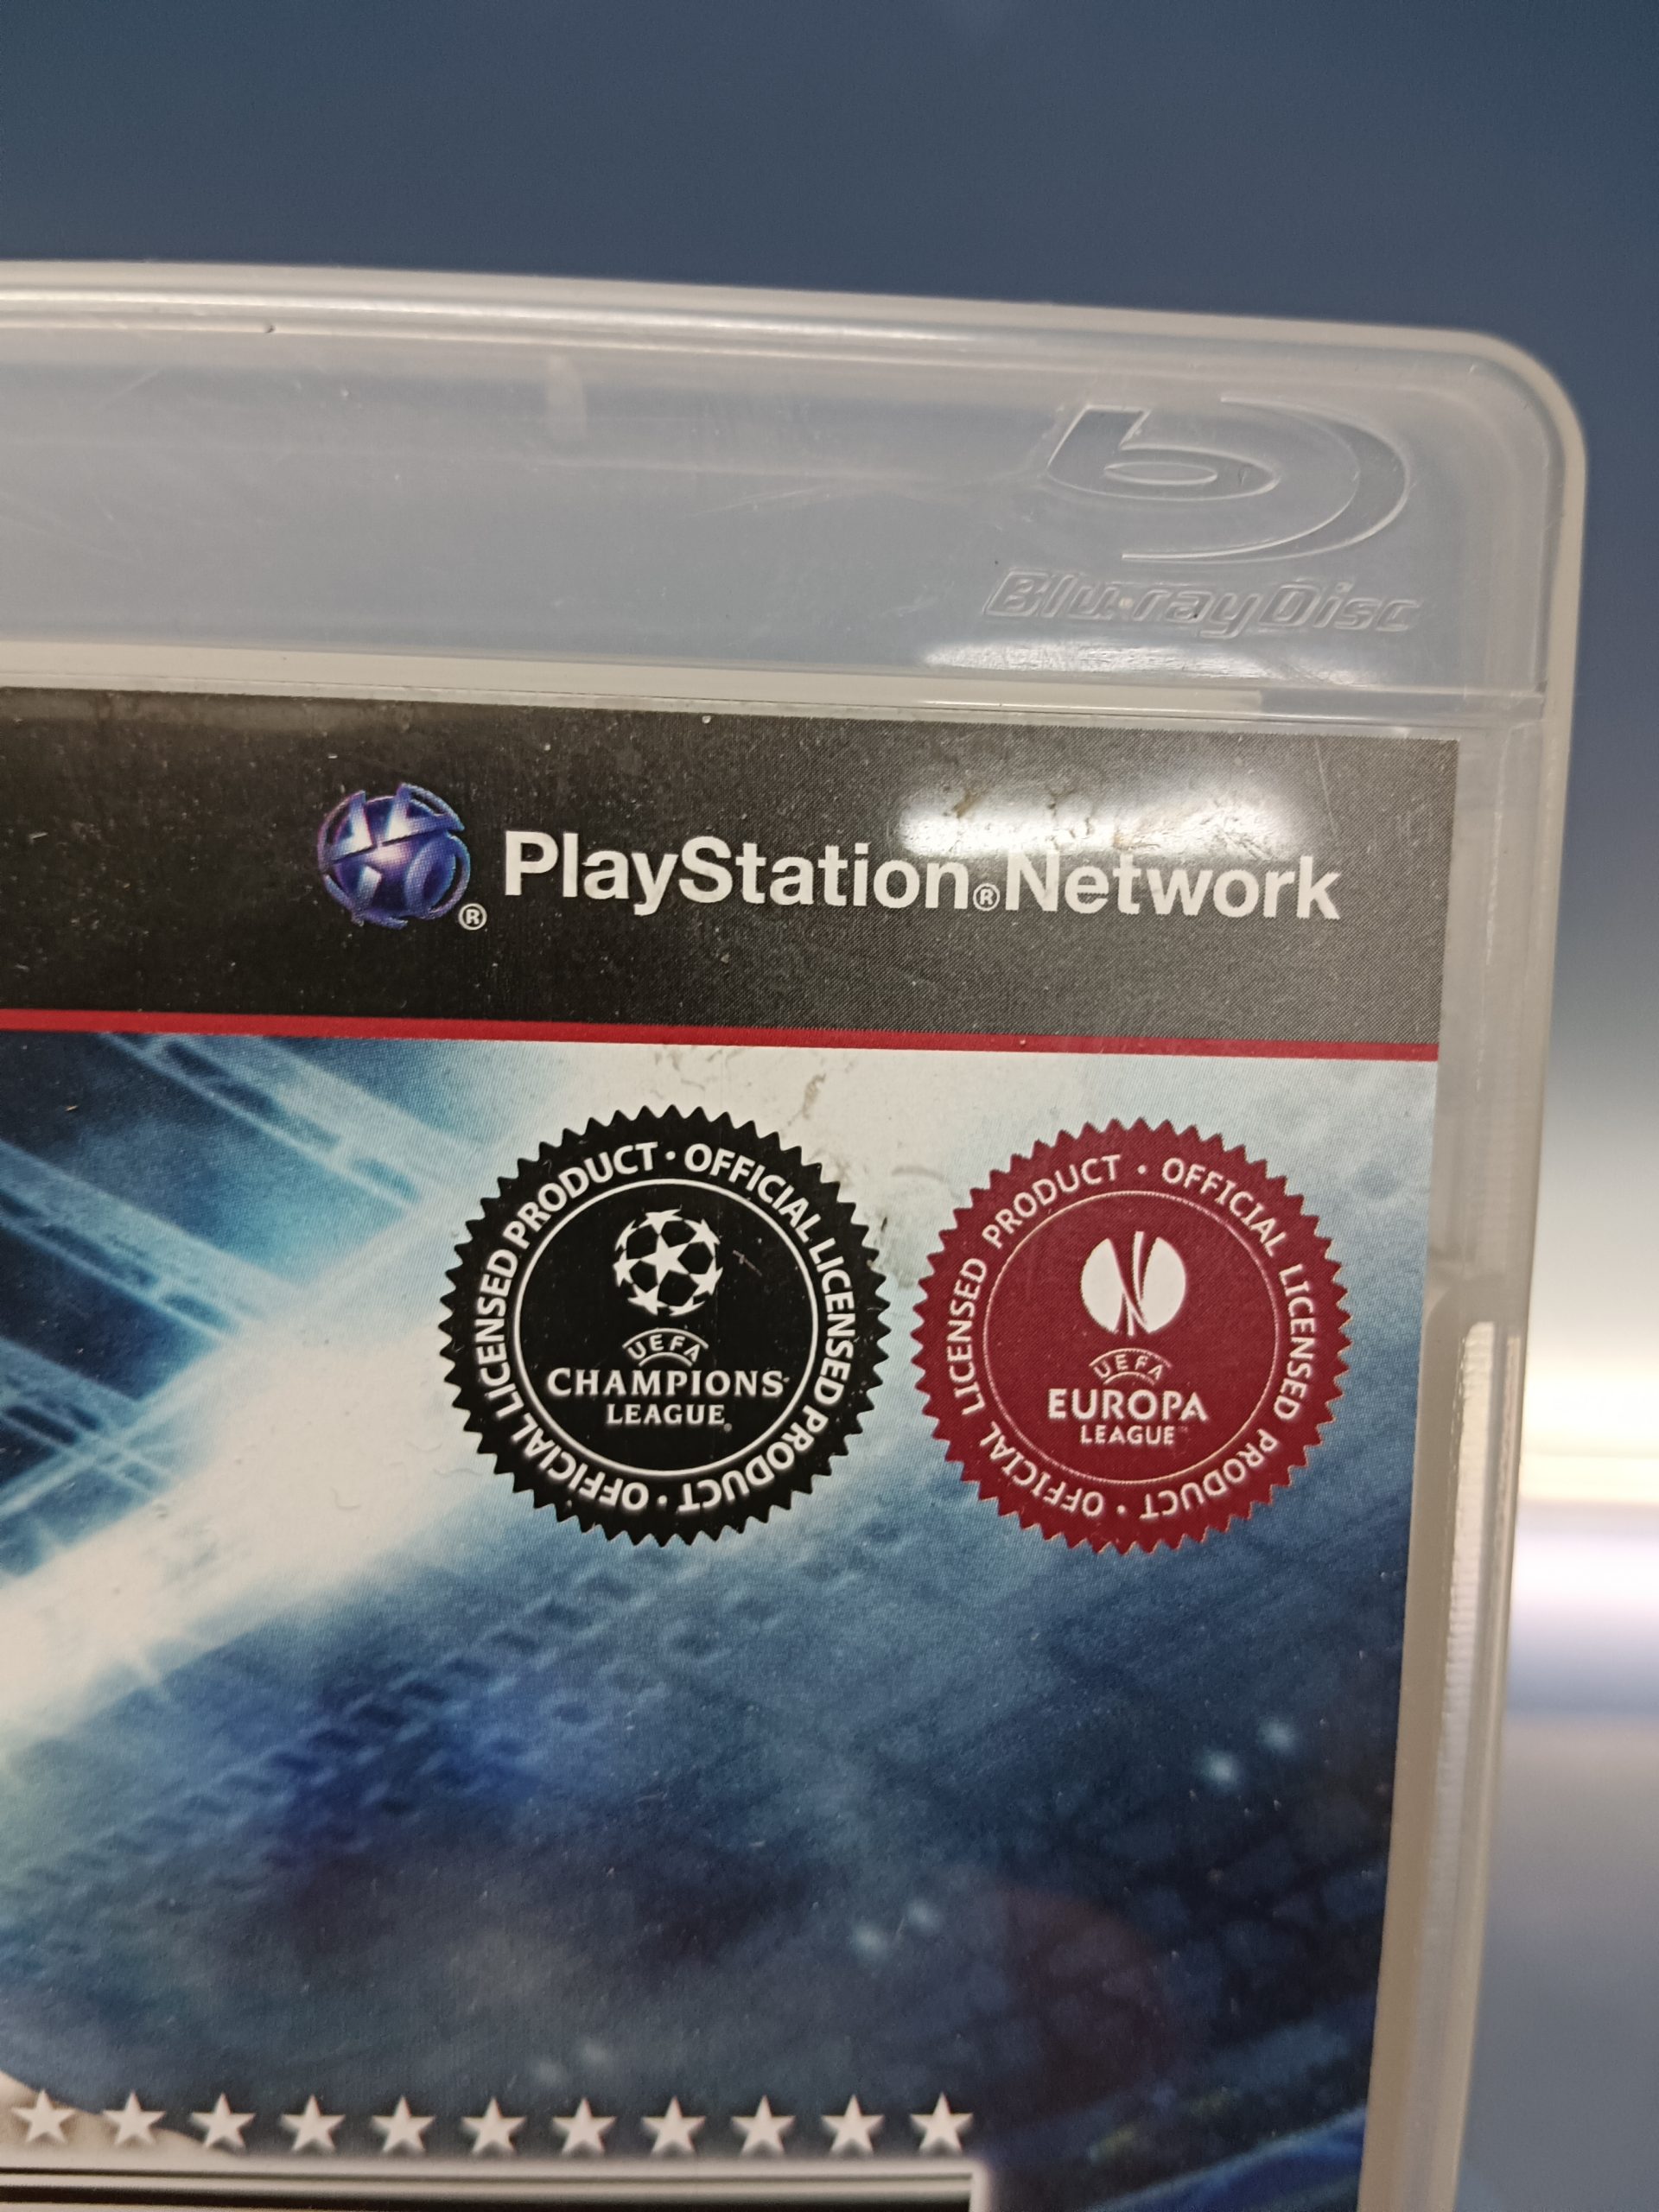 Blu-ray Disc
® PlayStation®Network
OFFICIAL LICENSED PRODUCT · OFFICIAL LICENSED PRODUCT ·
UEFA
CHAMPIONS
LEAGUE®
OFFICIAL LICENSED PRODUCT · OFFICIAL LICENSED PRODUCT ·
UEFA
EUROPA
LEAGUE™